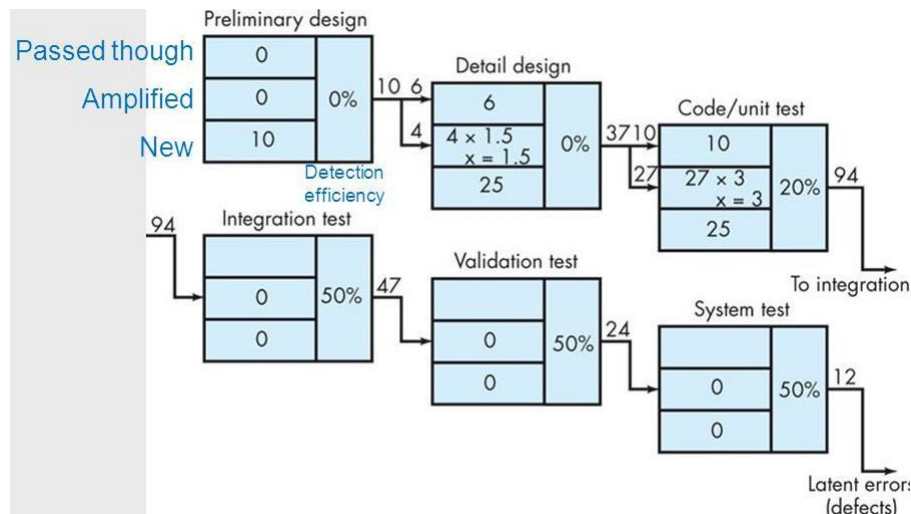 Preliminary design
Passed though
0
Amplified
0
0%
New
10
Detection
efficiency
10 6
4
Detail design
6
4 × 1.5
x = 1.5
25
0%
37 10
27
Code/unit test
10
27 × 3
x = 3
25
20%
94
To integration
94
Integration test
0
0
50%
47
Validation test
0
0
50%
24
System test
0
0
50%
12
Latent errors
(defects)